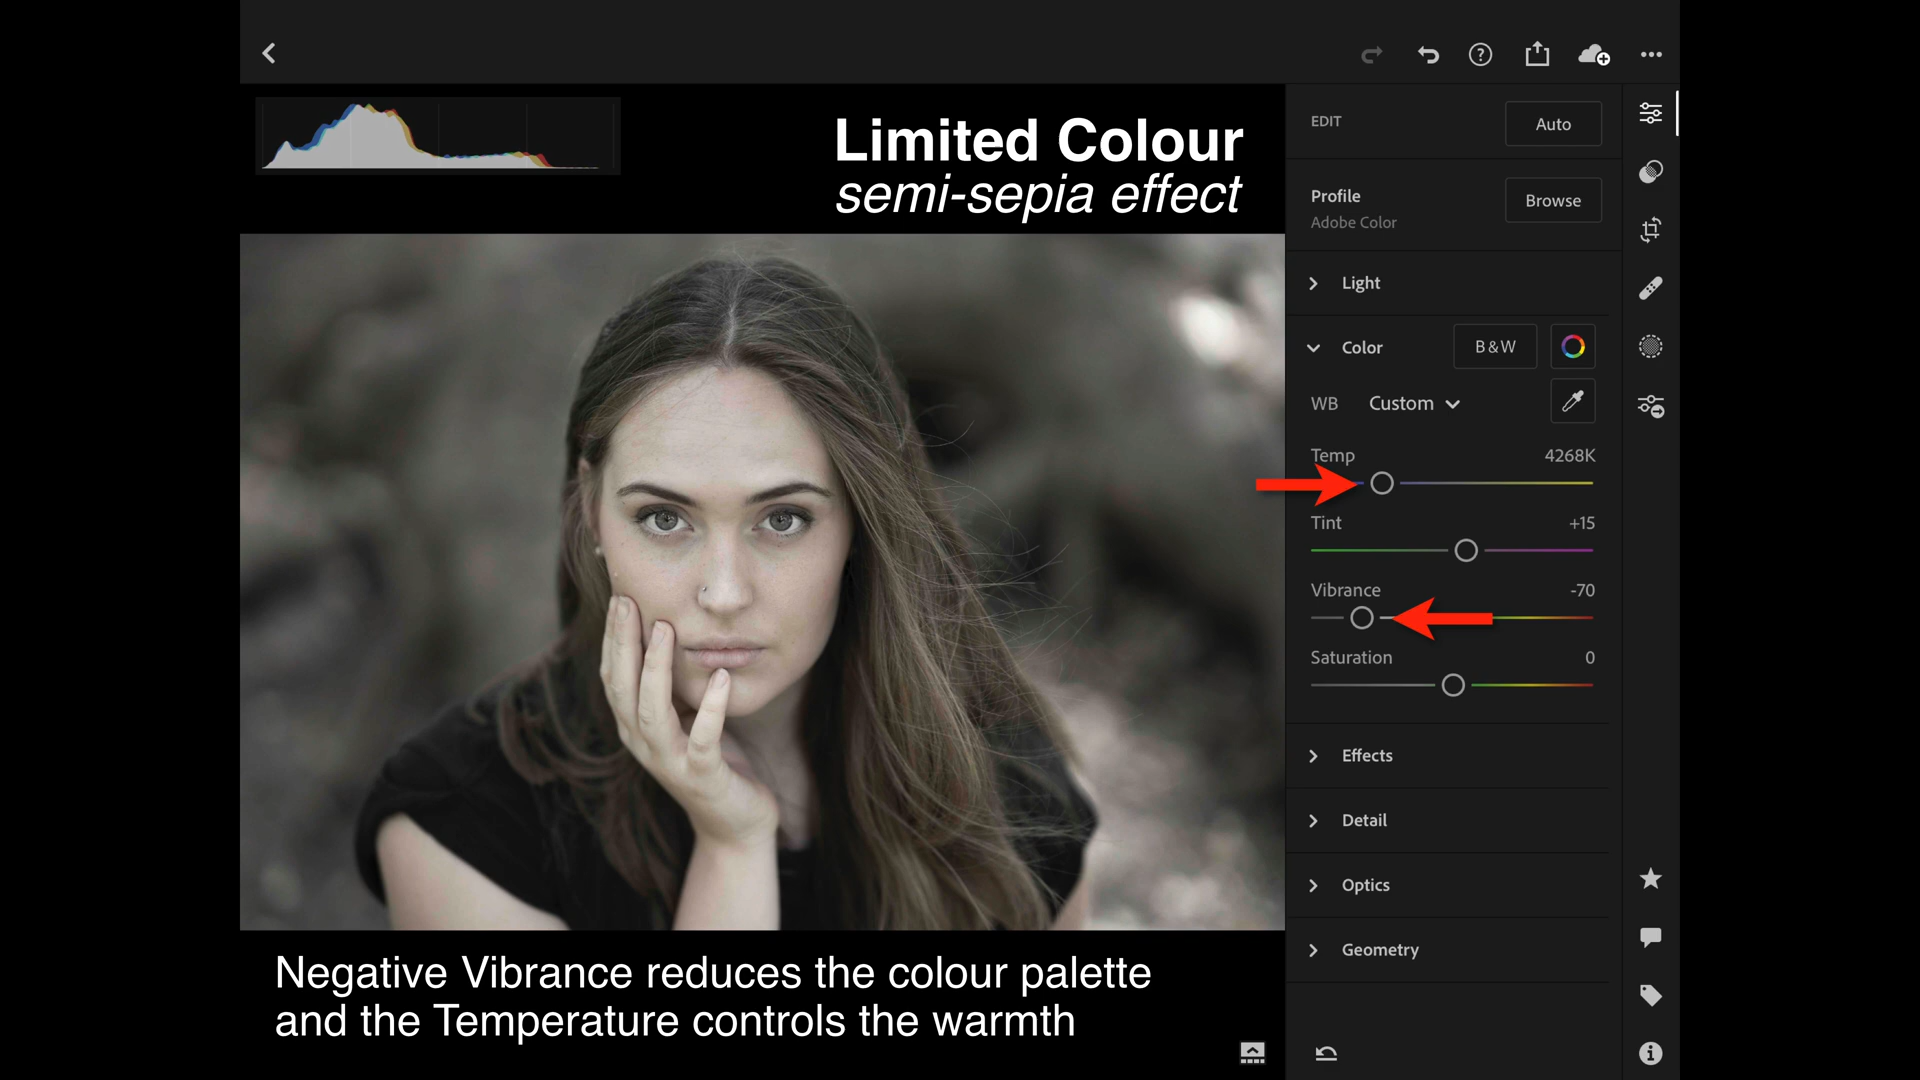 Limited Colour
semi-sepia effect
EDIT
Auto
Profile
Adobe Color
Browse
Light
Color
B & W
WB
Custom
Temp
4268K
Tint
+15
Vibrance
-70
Saturation
0
Effects
Detail
Optics
Geometry
Negative Vibrance reduces the colour palette
and the Temperature controls the warmth